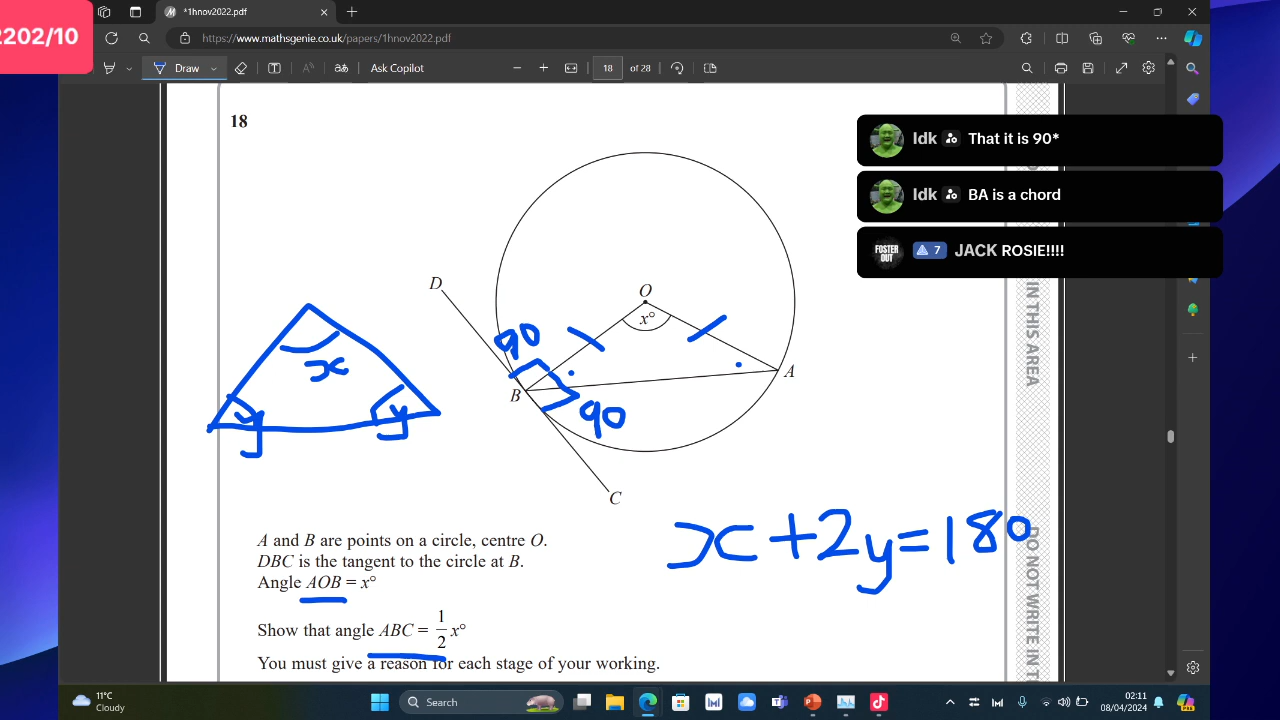 2202/10
*1hnov2022.pdf
https://www.mathsgenie.co.uk/papers/1hnov2022.pdf
Draw
Ask Copilot
18
of 28
18
Idk That it is 90*
Idk BA is a chord
FOSTER OUT 7 JACK ROSIE!!!!
D
O
x°
90
x
y
y
B
A
90
C
IN THIS AREA
x + 2y = 180
DO NOT WRITE IN T
A and B are points on a circle, centre O.
DBC is the tangent to the circle at B.
Angle AOB = x°
Show that angle ABC = 1/2 x°
You must give a reason for each stage of your working.
11°C
Cloudy
Search
02:11
08/04/2024